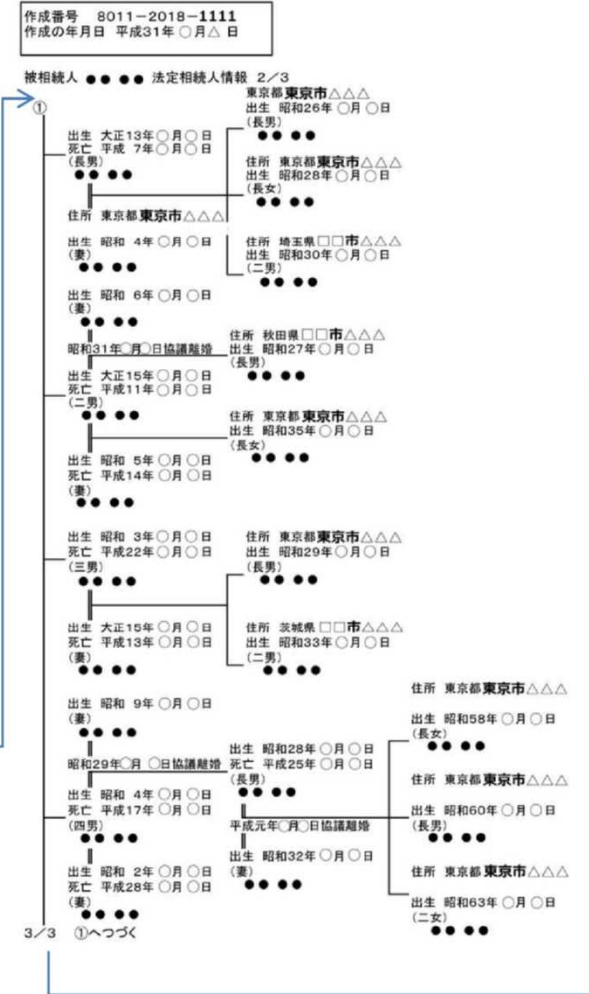 作成番号 8011-2018-1111
作成の年月日 平成31年○月△日
被相続人 ●● ●● 法定相続人情報 2/3
①
東京都東京市△△△
出生 昭和26年○月○日
(長男)
●● ●●
出生 大正13年○月○日
死亡 平成 7年○月○日
(長男)
●● ●●
住所 東京都東京市△△△
出生 昭和28年○月○日
(長女)
●● ●●
住所 東京都東京市△△△
出生 昭和 4年○月○日
(妻)
●● ●●
住所 埼玉県□□市△△△
出生 昭和30年○月○日
(二男)
●● ●●
出生 昭和 6年○月○日
(妻)
●● ●●
昭和31年○月○日協議離婚
住所 秋田県□□市△△△
出生 昭和27年○月○日
(長男)
●● ●●
出生 大正15年○月○日
死亡 平成11年○月○日
(二男)
●● ●●
住所 東京都東京市△△△
出生 昭和35年○月○日
(長女)
●● ●●
出生 昭和 5年○月○日
死亡 平成14年○月○日
(妻)
●● ●●
出生 昭和 3年○月○日
死亡 平成22年○月○日
(三男)
●● ●●
住所 東京都東京市△△△
出生 昭和29年○月○日
(長男)
●● ●●
出生 大正15年○月○日
死亡 平成13年○月○日
(妻)
●● ●●
住所 茨城県□□市△△△
出生 昭和33年○月○日
(二男)
●● ●●
出生 昭和 9年○月○日
(妻)
●● ●●
昭和29年○月○日協議離婚
出生 昭和28年○月○日
死亡 平成25年○月○日
(長男)
●● ●●
出生 昭和 4年○月○日
死亡 平成17年○月○日
(四男)
●● ●●
平成元年○月○日協議離婚
出生 昭和32年○月○日
(妻)
●● ●●
出生 昭和 2年○月○日
死亡 平成28年○月○日
(妻)
●● ●●
住所 東京都東京市△△△
出生 昭和58年○月○日
(長女)
●● ●●
住所 東京都東京市△△△
出生 昭和60年○月○日
(長男)
●● ●●
住所 東京都東京市△△△
出生 昭和63年○月○日
(二女)
●● ●●
3/3 ①へつづく